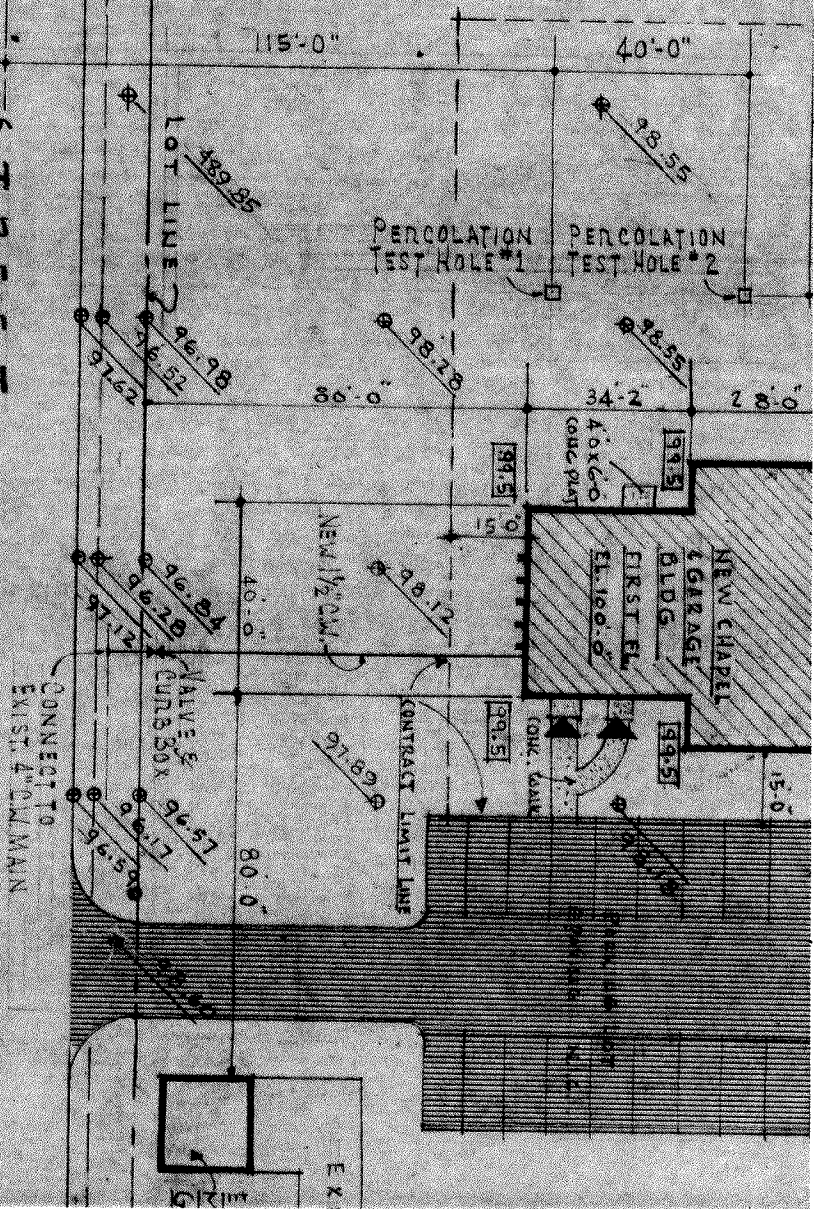 115'-0"
40'-0"
98.55
LOT LINE
489.85
PERCOLATION
TEST HOLE #1
PERCOLATION
TEST HOLE #2
96.98
96.52
97.62
98.28
98.55
80'-0"
34'-2"
28'-0"
4'0x6'0
CONC PLAT
99.5
99.5
15'0"
NEW CHAPEL
& GARAGE
BLDG
FIRST FL.
EL. 100'-0"
NEW 1½" C.W.
98.12
40'-0"
96.84
96.28
97.12
VALVE &
CURB BOX
CONNECT TO
EXIST. 4" C.W. MAIN
CONTRACT LIMIT LINE
99.5
99.5
CONC. WALK
15-0"
97.89
96.57
96.17
80'0"
N.I.C.
EX